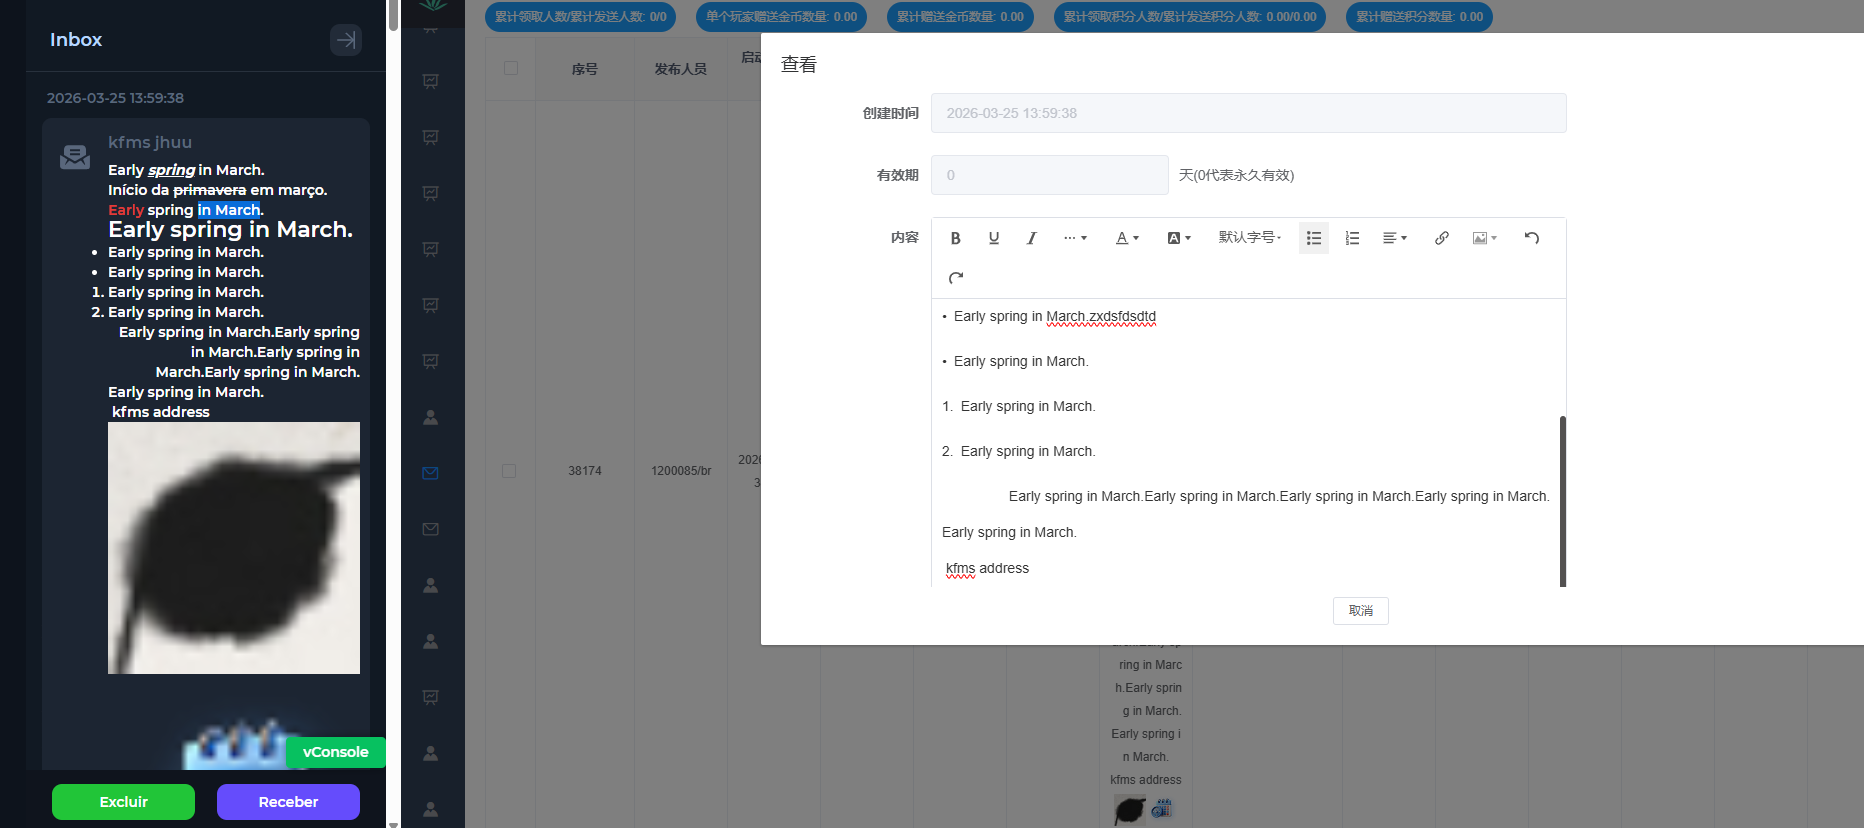 Inbox
2026-03-25 13:59:38
kfms jhuu
Early spring in March.
Início da primavera em março.
Early spring in March.
Early spring in March.
• Early spring in March.
• Early spring in March.
1. Early spring in March.
2. Early spring in March.
Early spring in March.Early spring
in March.Early spring in
March.Early spring in March.
Early spring in March.
kfms address
vConsole
Excluir
Receber
累计领取人数/累计发送人数: 0/0
单个玩家赠送金币数量: 0.00
累计赠送金币数量: 0.00
累计领取积分人数/累计发送积分人数: 0.00/0.00
累计赠送积分数量: 0.00
序号
发布人员
启动
38174
1200085/br
2026
3
查看
创建时间
2026-03-25 13:59:38
有效期
0
天(0代表永久有效)
内容
B U I ··· A A 默认字号
• Early spring in March.zxdsfdsdtd
• Early spring in March.
1. Early spring in March.
2. Early spring in March.
Early spring in March.Early spring in March.Early spring in March.Early spring in March.
Early spring in March.
kfms address
取消
ring in Marc
h.Early sprin
g in March.
Early spring i
n March.
kfms address